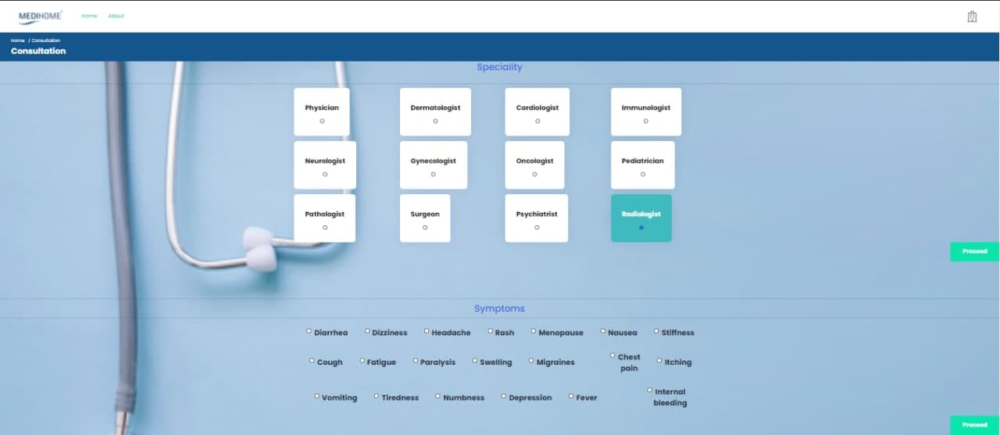 MEDIHOME
Home About
Home / Consultation
Consultation
Speciality
Physician Dermatologist Cardiologist Immunologist
Neurologist Gynecologist Oncologist Pediatrician
Pathologist Surgeon Psychiatrist Radiologist
Proceed
Symptoms
Diarrhea Dizziness Headache Rash Menopause Nausea Stiffness
Cough Fatigue Paralysis Swelling Migraines Chest pain Itching
Vomiting Tiredness Numbness Depression Fever Internal bleeding
Proceed